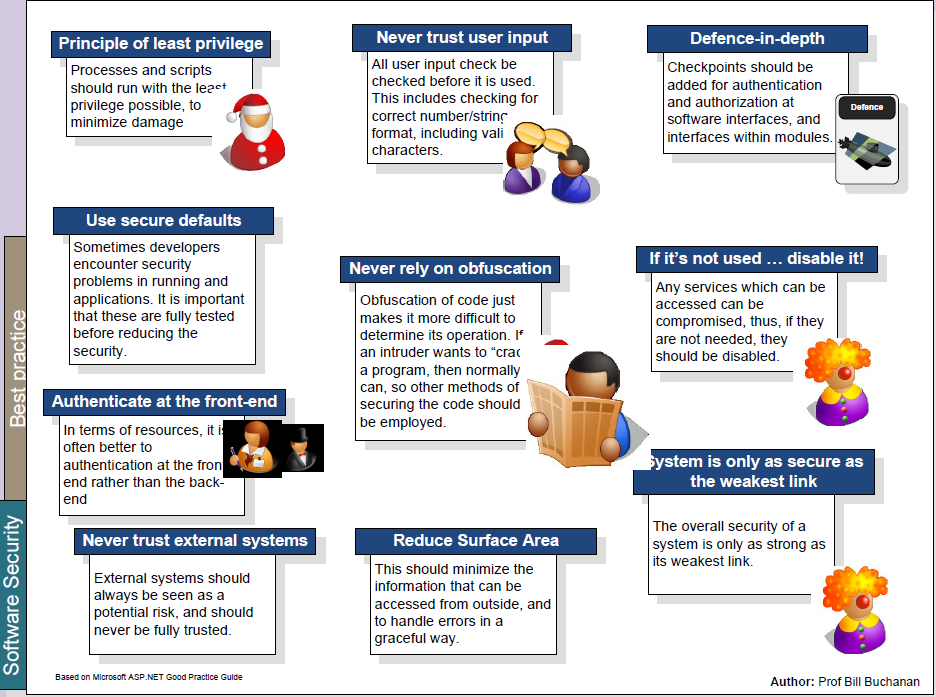 Principle of least privilege
Processes and scripts
should run with the least
privilege possible, to
minimize damage
Never trust user input
All user input check be
checked before it is used.
This includes checking for
correct number/string
format, including vali
characters.
Defence-in-depth
Checkpoints should be
added for authentication
and authorization at
software interfaces, and
interfaces within modules.
Defence
Use secure defaults
Sometimes developers
encounter security
problems in running and
applications. It is important
that these are fully tested
before reducing the
security.
Never rely on obfuscation
Obfuscation of code just
makes it more difficult to
determine its operation. If
an intruder wants to “crac
a program, then normally
can, so other methods of
securing the code should
be employed.
If it’s not used … disable it!
Any services which can be
accessed can be
compromised, thus, if they
are not needed, they
should be disabled.
Authenticate at the front-end
In terms of resources, it is
often better to
authentication at the front
end rather than the back-
end
System is only as secure as
the weakest link
The overall security of a
system is only as strong as
its weakest link.
Never trust external systems
External systems should
always be seen as a
potential risk, and should
never be fully trusted.
Reduce Surface Area
This should minimize the
information that can be
accessed from outside, and
to handle errors in a
graceful way.
Best practice
Software Security
Based on Microsoft ASP.NET Good Practice Guide
Author: Prof Bill Buchanan